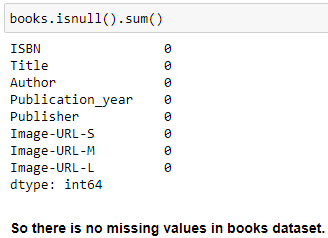 books.isnull().sum()
ISBN 0
Title 0
Author 0
Publication_year 0
Publisher 0
Image-URL-S 0
Image-URL-M 0
Image-URL-L 0
dtype: int64
So there is no missing values in books dataset.